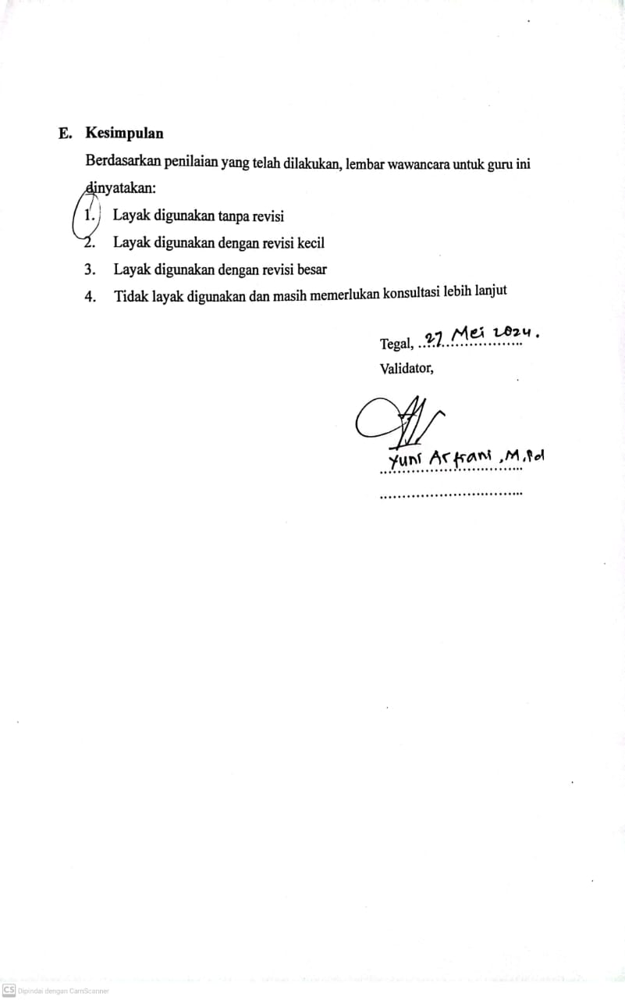 E. Kesimpulan
Berdasarkan penilaian yang telah dilakukan, lembar wawancara untuk guru ini
dinyatakan:
1. Layak digunakan tanpa revisi
2. Layak digunakan dengan revisi kecil
3. Layak digunakan dengan revisi besar
4. Tidak layak digunakan dan masih memerlukan konsultasi lebih lanjut
Tegal, 27 Mei 2024.
Validator,
Yuni Arfiani, M.Pd
CS Dipindai dengan CamScanner